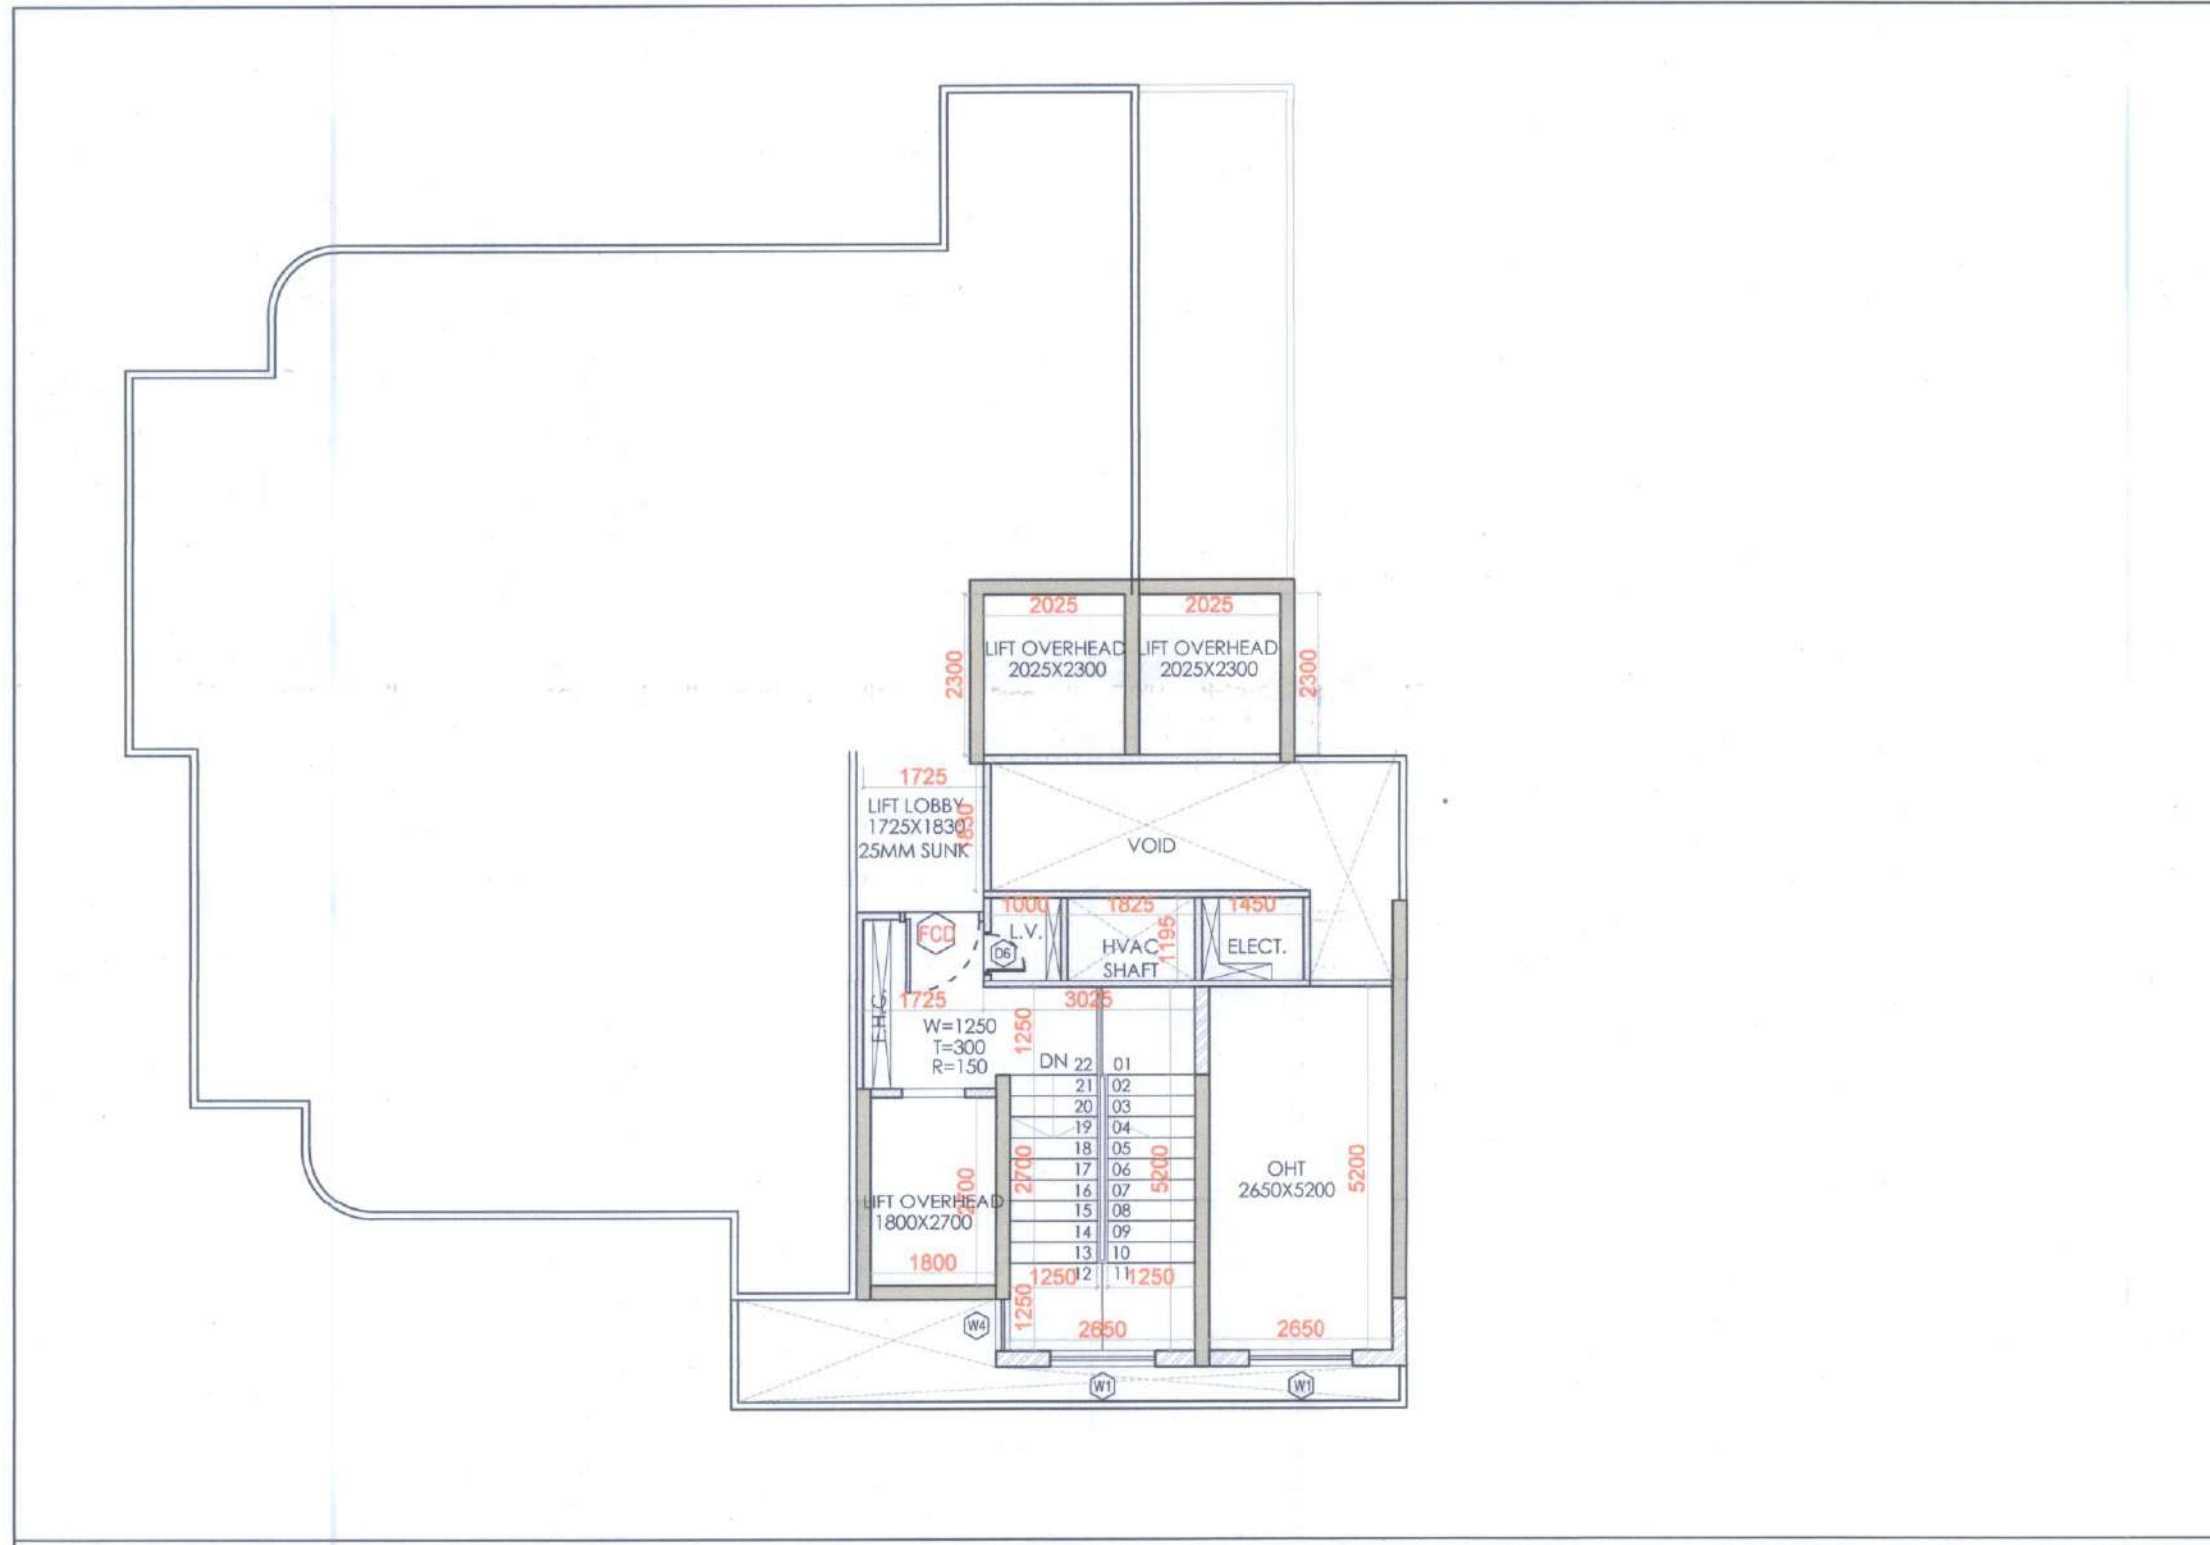 2025
2025
LIFT OVERHEAD
2025X2300
LIFT OVERHEAD
2025X2300
2300
2300
1725
LIFT LOBBY
1725X1830
25MM SUNK
1830
VOID
1000
1825
1450
FCD
L.V.
D6
HVAC
SHAFT
1195
ELECT.
F.H.C.
1725
3025
W=1250
T=300
R=150
1250
DN 22 01
21 02
20 03
19 04
18 05
17 06
16 07
15 08
14 09
13 10
12 11
2700
2700
5200
OHT
2650X5200
5200
LIFT OVERHEAD
1800X2700
1800
1250
1250
1250
W4
2650
2650
W1
W1